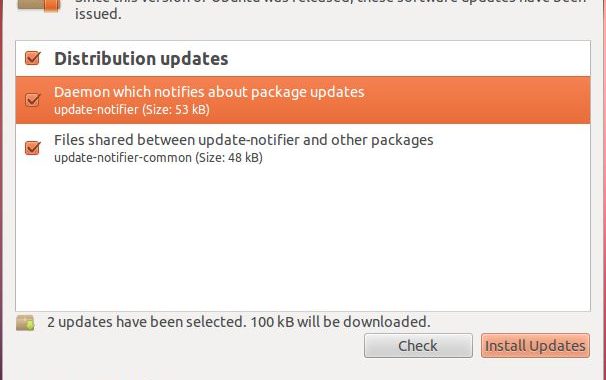 Since this version of Ubuntu was released, these software updates have been
issued.
Distribution updates
Daemon which notifies about package updates
update-notifier (Size: 53 kB)
Files shared between update-notifier and other packages
update-notifier-common (Size: 48 kB)
2 updates have been selected. 100 kB will be downloaded.
Check
Install Updates